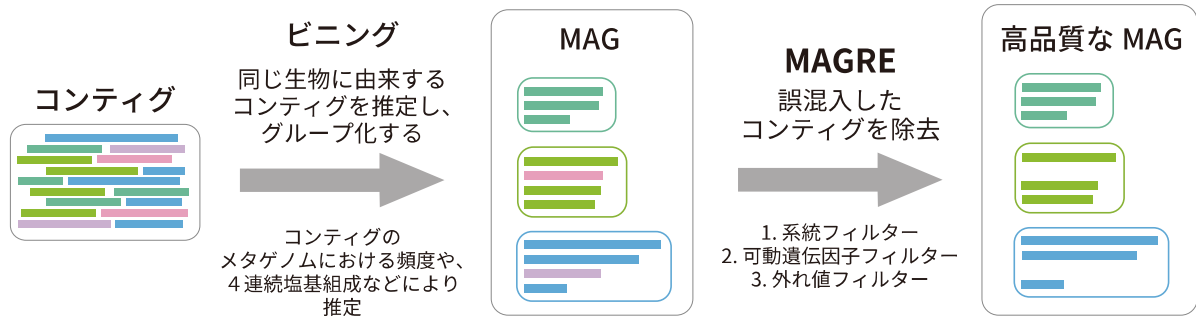 コンティグ
ビニング
同じ生物に由来する
コンティグを推定し、
グループ化する
コンティグの
メタゲノムにおける頻度や、
４連続塩基組成などにより
推定
MAG
MAGRE
誤混入した
コンティグを除去
1. 系統フィルター
2. 可動遺伝因子フィルター
3. 外れ値フィルター
高品質な MAG